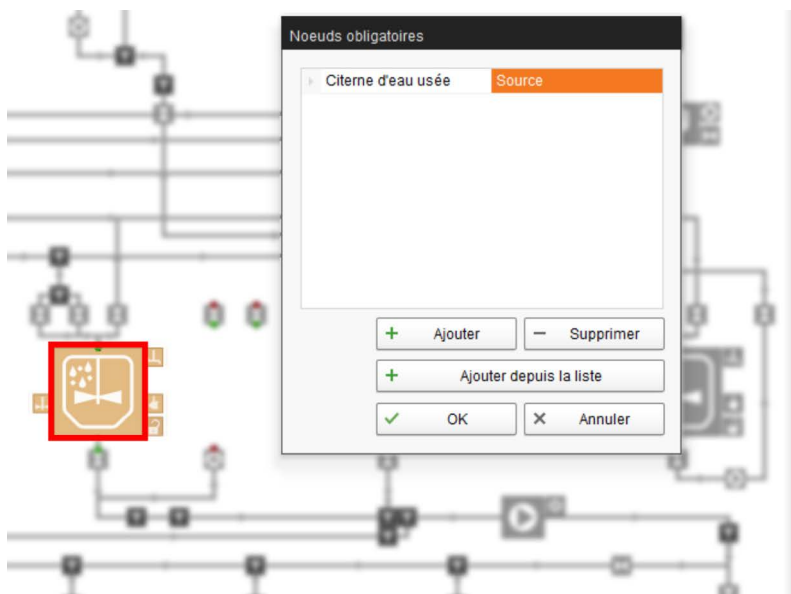 Noeuds obligatoires
Citerne d'eau usée Source
Ajouter Supprimer
Ajouter depuis la liste
OK Annuler